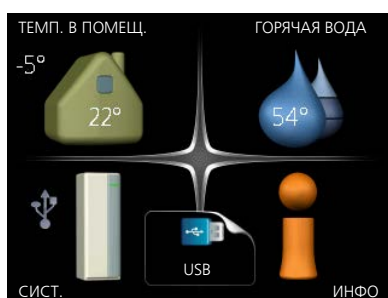 ТЕМП. В ПОМЕЩ.
ГОРЯЧАЯ ВОДА
-5°
22°
54°
USB
СИСТ.
ИНФО